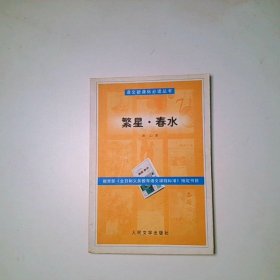 语文新课标必读丛书
繁星·春水
冰心 著
教育部《全日制义务教育语文课程标准》指定书目
人民文学出版社